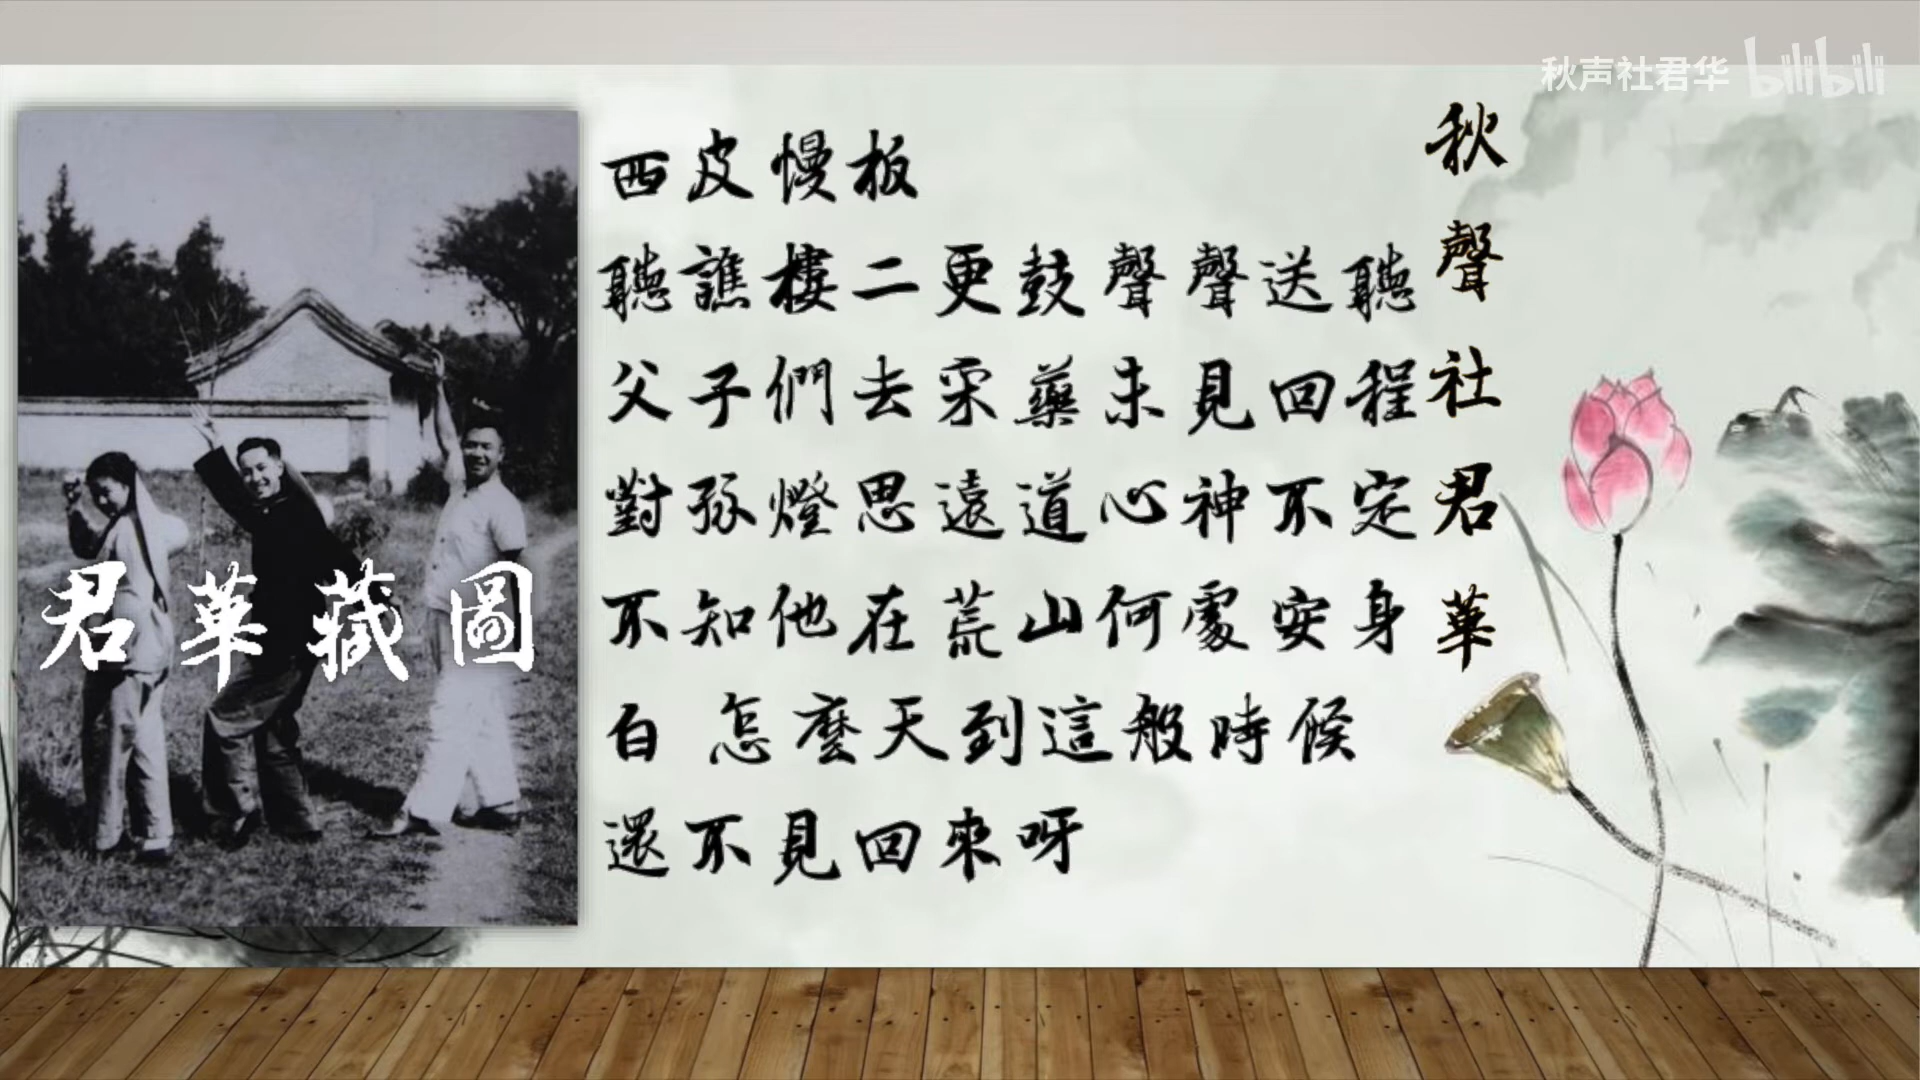 秋声社君华 bilibili
西皮慢板
聽譙樓二更鼓聲聲送聽
父子們去采藥未見回程
對孤燈思遠道心神不定
不知他在荒山何處安身
白 怎麼天到這般時候
還不見回來呀
秋聲社君華
君華藏圖